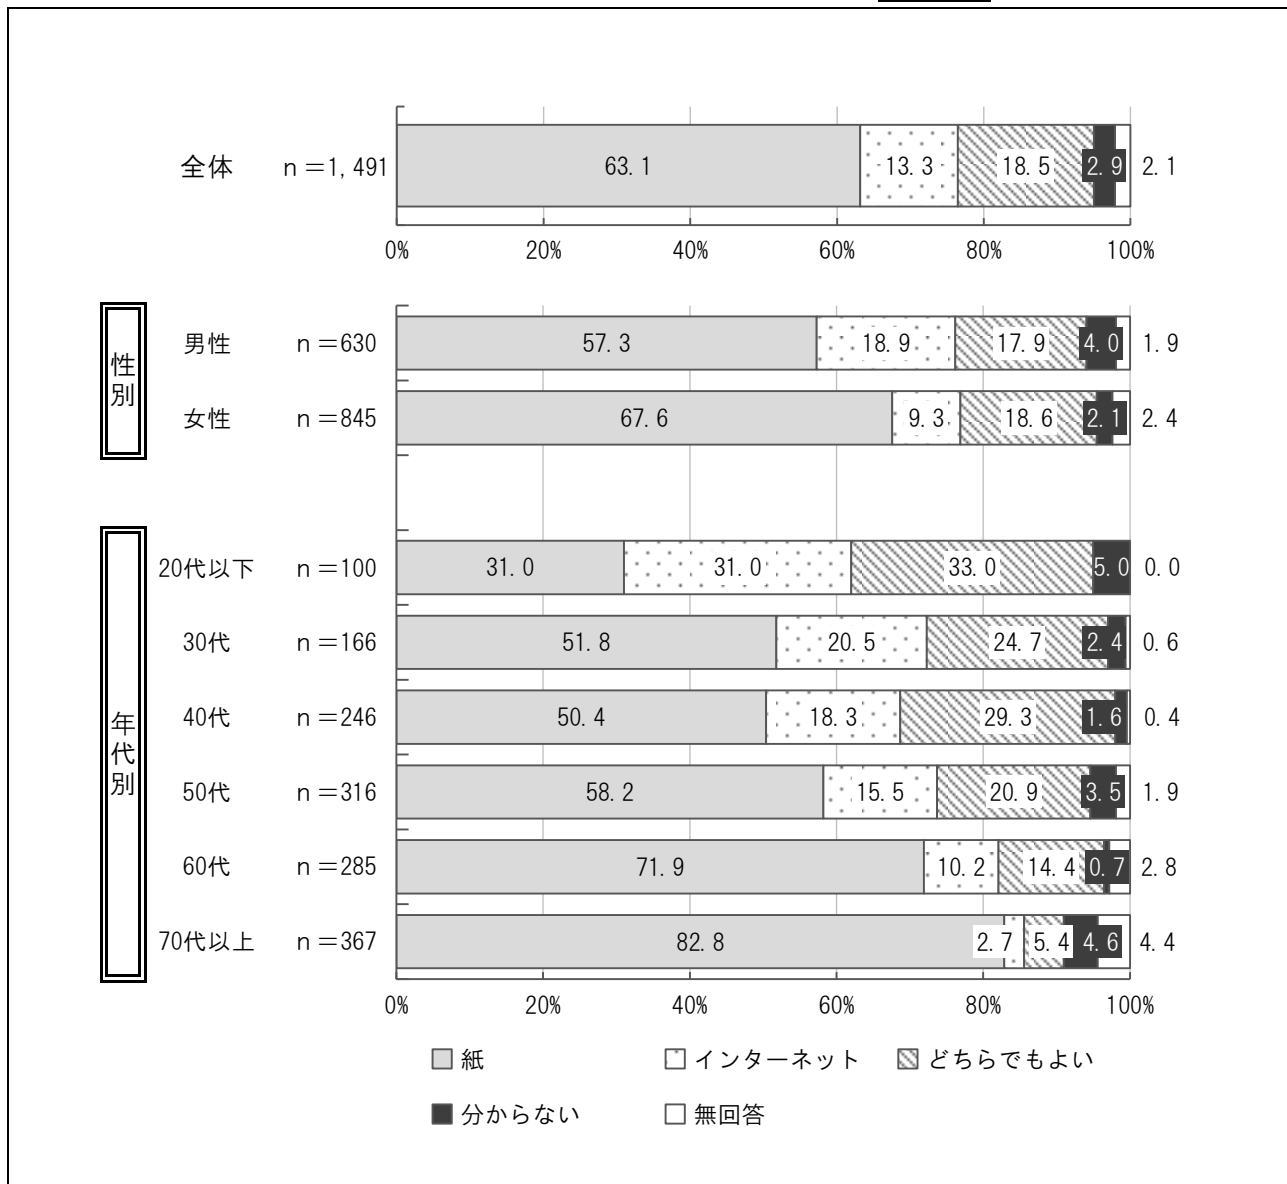 全体 n=1,491 63.1 13.3 18.5 2.9 2.1
0% 20% 40% 60% 80% 100%
性別
男性 n=630 57.3 18.9 17.9 4.0 1.9
女性 n=845 67.6 9.3 18.6 2.1 2.4
年代別
20代以下 n=100 31.0 31.0 33.0 5.0 0.0
30代 n=166 51.8 20.5 24.7 2.4 0.6
40代 n=246 50.4 18.3 29.3 1.6 0.4
50代 n=316 58.2 15.5 20.9 3.5 1.9
60代 n=285 71.9 10.2 14.4 0.7 2.8
70代以上 n=367 82.8 2.7 5.4 4.6 4.4
0% 20% 40% 60% 80% 100%
紙 インターネット どちらでもよい
分からない 無回答